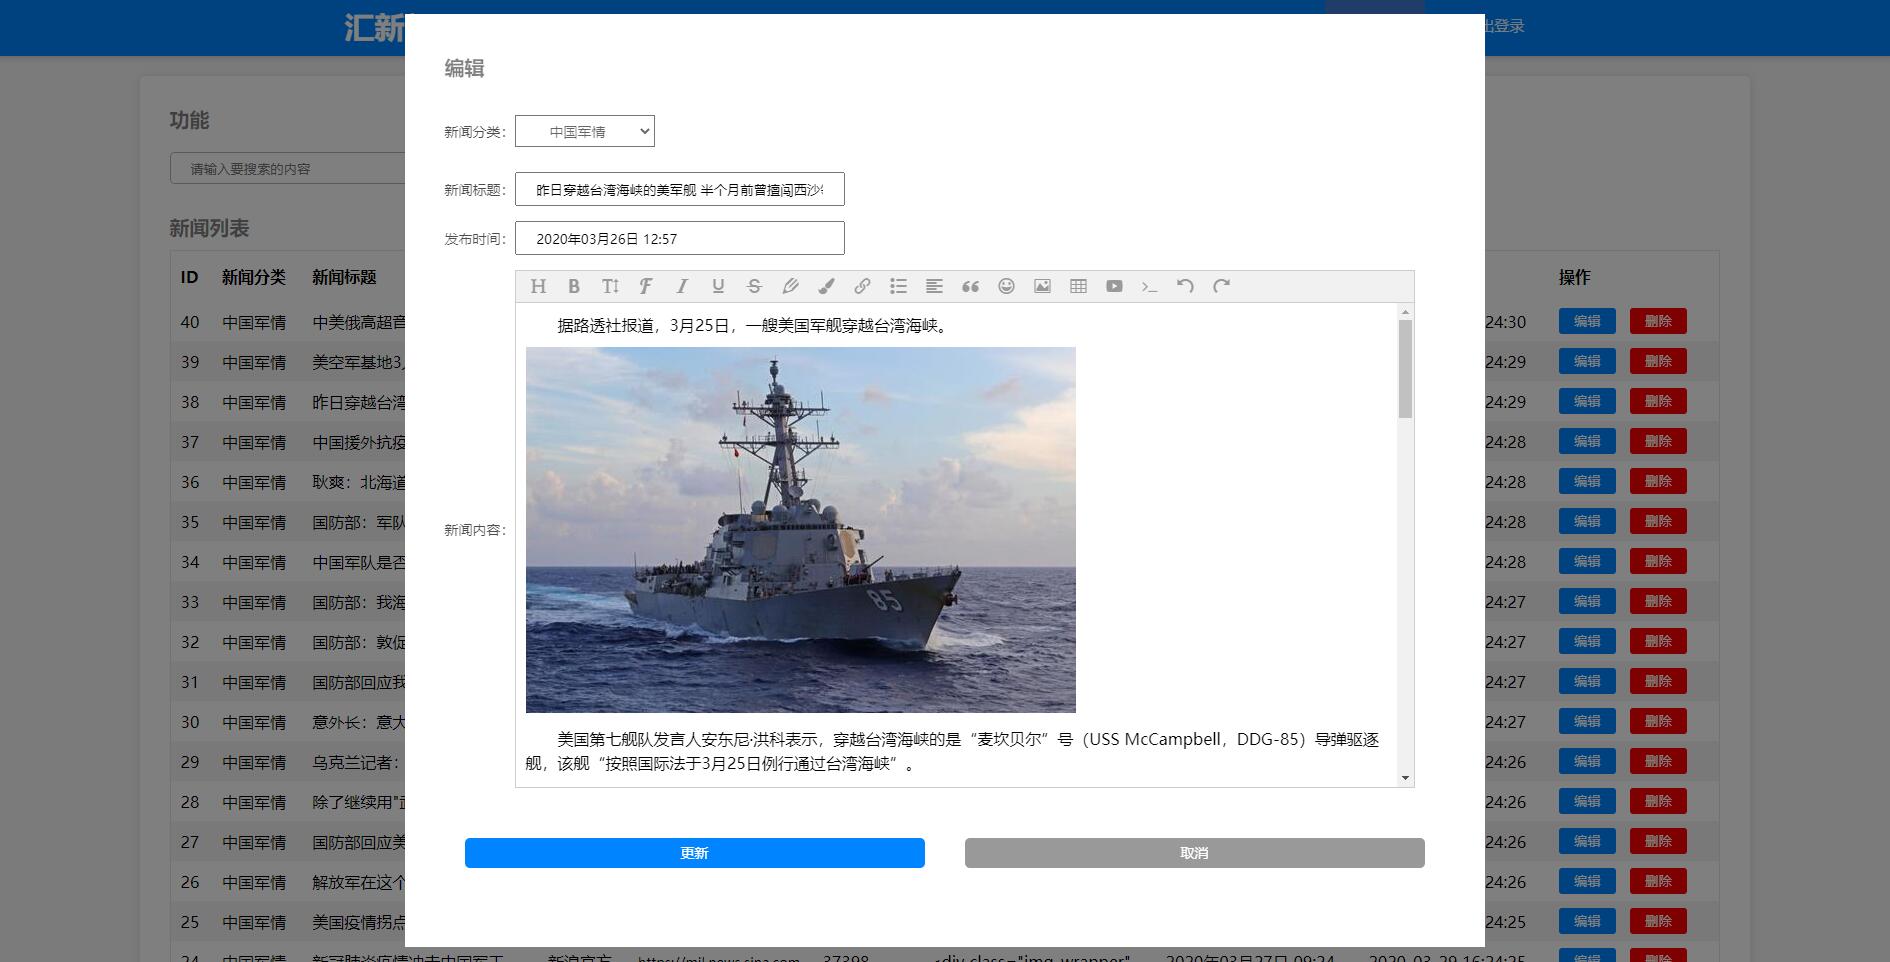 汇新
出登录
编辑
功能
新闻分类：
中国军情
请输入要搜索的内容
新闻标题：
昨日穿越台湾海峡的美军舰 半个月前曾擅闯西沙
新闻列表
发布时间：
2020年03月26日 12:57
ID 新闻分类 新闻标题 操作
据路透社报道，3月25日，一艘美国军舰穿越台湾海峡。
85
新闻内容：
美国第七舰队发言人安东尼·洪科表示，穿越台湾海峡的是“麦坎贝尔”号（USS McCampbell，DDG-85）导弹驱逐
舰，该舰“按照国际法于3月25日例行通过台湾海峡”。
更新 取消
40 中国军情 中美俄高超音 24:30 编辑 删除
39 中国军情 美空军基地3 24:29 编辑 删除
38 中国军情 昨日穿越台湾 24:29 编辑 删除
37 中国军情 中国援外抗疫 24:28 编辑 删除
36 中国军情 耿爽：北海道 24:28 编辑 删除
35 中国军情 国防部：军队 24:28 编辑 删除
34 中国军情 中国军队是否 24:28 编辑 删除
33 中国军情 国防部：我海 24:27 编辑 删除
32 中国军情 国防部：敦促 24:27 编辑 删除
31 中国军情 国防部回应我 24:27 编辑 删除
30 中国军情 意外长：意大 24:27 编辑 删除
29 中国军情 乌克兰记者： 24:26 编辑 删除
28 中国军情 除了继续用" 24:26 编辑 删除
27 中国军情 国防部回应美 24:26 编辑 删除
26 中国军情 解放军在这个 24:26 编辑 删除
25 中国军情 美国疫情拐点 24:25 编辑 删除
24 中国军情 新冠肺炎疫情冲击中国军工 新浪官方 https://mil.news.sina.com 37398 <div class="img_wrapper" 2020年03月27日 09:24 2020-03-29 16:24:25 编辑 删除